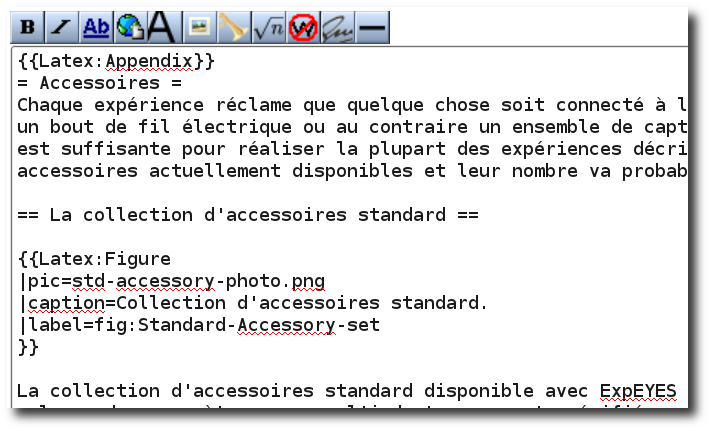 B I Ab A √n W
{{Latex:Appendix}}
= Accessoires =
Chaque expérience réclame que quelque chose soit connecté à l
un bout de fil électrique ou au contraire un ensemble de capt
est suffisante pour réaliser la plupart des expériences décri
accessoires actuellement disponibles et leur nombre va probab
== La collection d'accessoires standard ==
{{Latex:Figure
|pic=std-accessory-photo.png
|caption=Collection d'accessoires standard.
|label=fig:Standard-Accessory-set
}}
La collection d'accessoires standard disponible avec ExpEYES